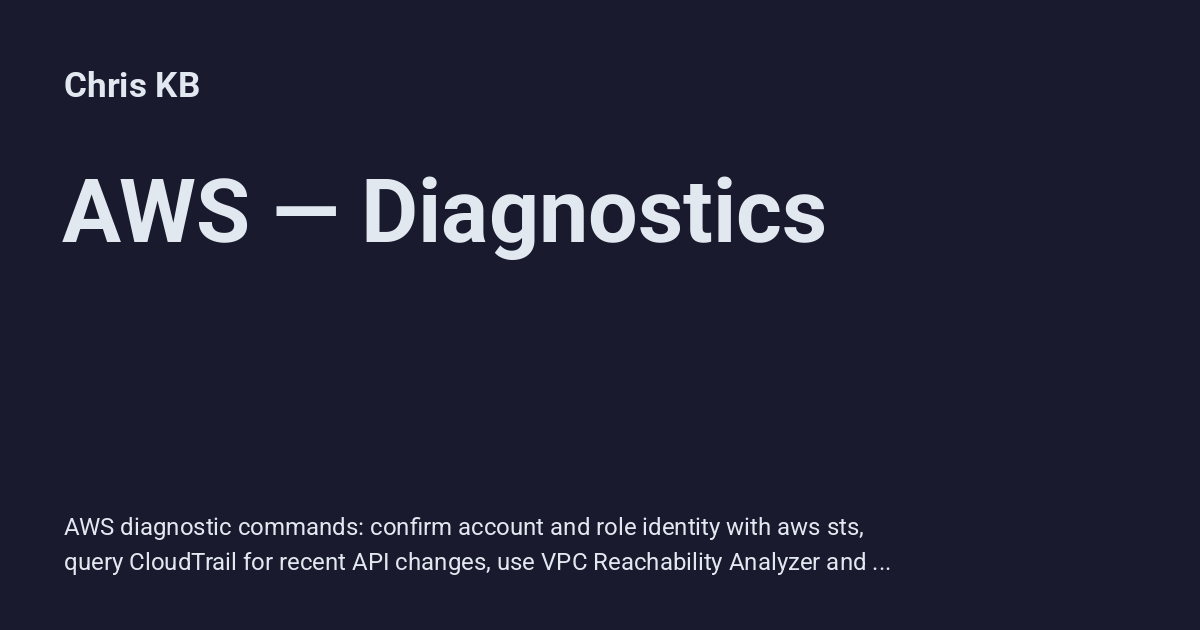 Chris KB
AWS — Diagnostics
AWS diagnostic commands: confirm account and role identity with aws sts,
query CloudTrail for recent API changes, use VPC Reachability Analyzer and ...